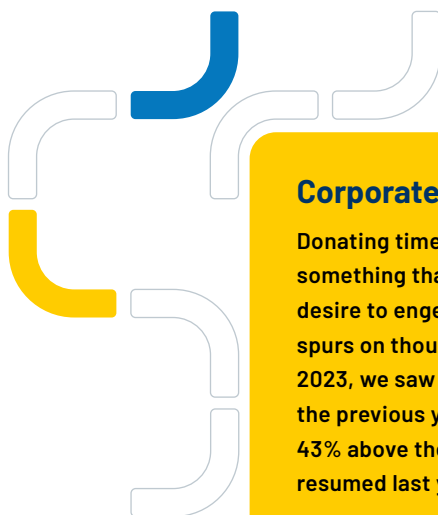 Corporate
Donating time
something tha
desire to enge
spurs on thou
2023, we saw
the previous y
43% above the
resumed last y